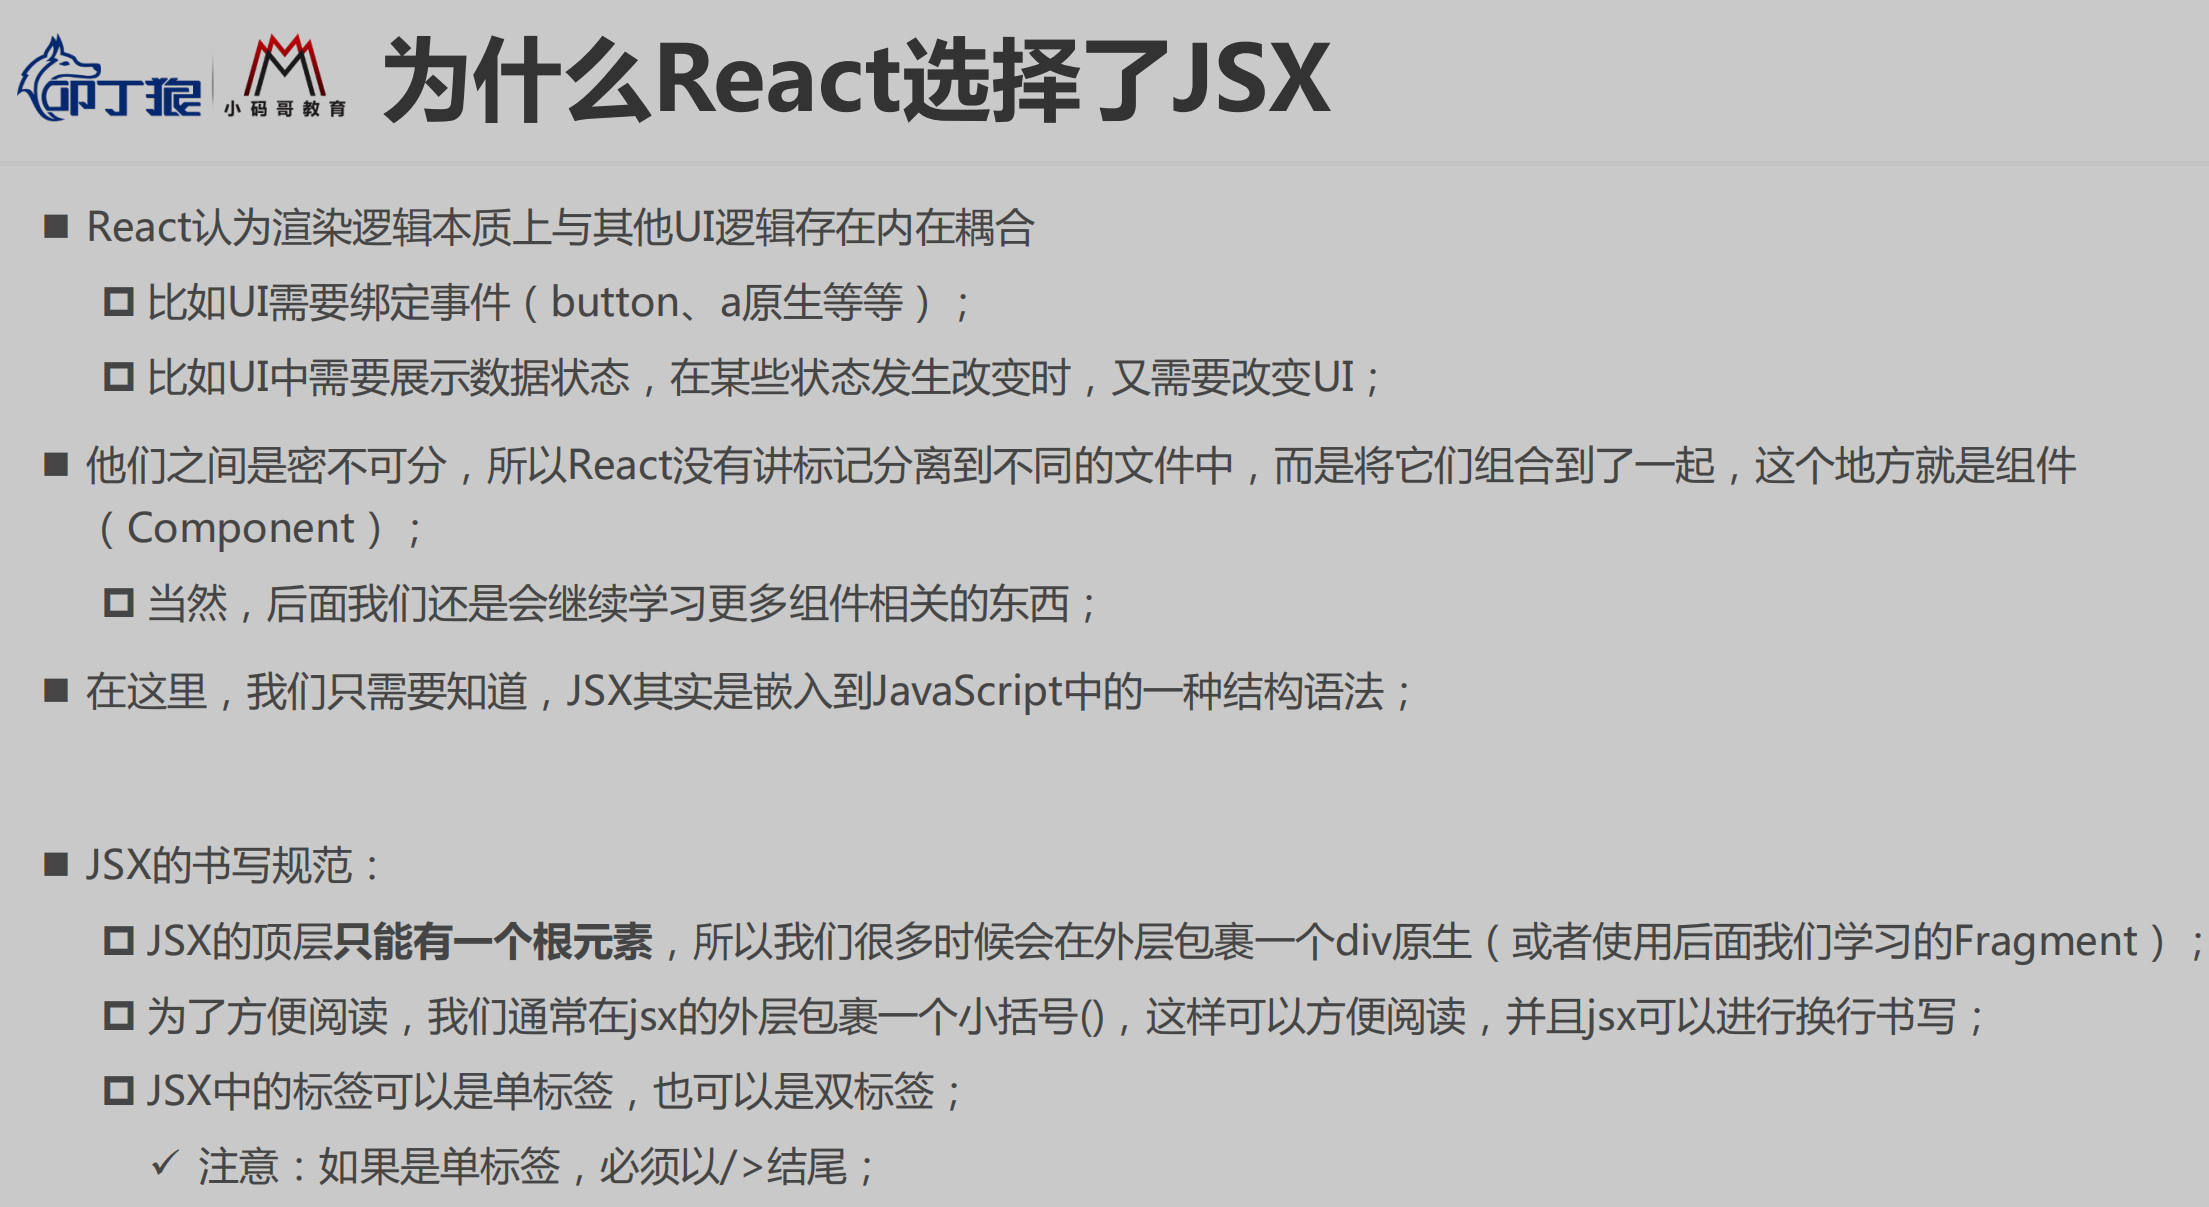 叩丁狼
小码哥教育
为什么React选择了JSX
React认为渲染逻辑本质上与其他UI逻辑存在内在耦合
比如UI需要绑定事件（button、a原生等等）；
比如UI中需要展示数据状态，在某些状态发生改变时，又需要改变UI；
他们之间是密不可分，所以React没有讲标记分离到不同的文件中，而是将它们组合到了一起，这个地方就是组件
（Component）；
当然，后面我们还是会继续学习更多组件相关的东西；
在这里，我们只需要知道，JSX其实是嵌入到JavaScript中的一种结构语法；
JSX的书写规范：
JSX的顶层只能有一个根元素，所以我们很多时候会在外层包裹一个div原生（或者使用后面我们学习的Fragment）；
为了方便阅读，我们通常在jsx的外层包裹一个小括号()，这样可以方便阅读，并且jsx可以进行换行书写；
JSX中的标签可以是单标签，也可以是双标签；
注意：如果是单标签，必须以/>结尾；